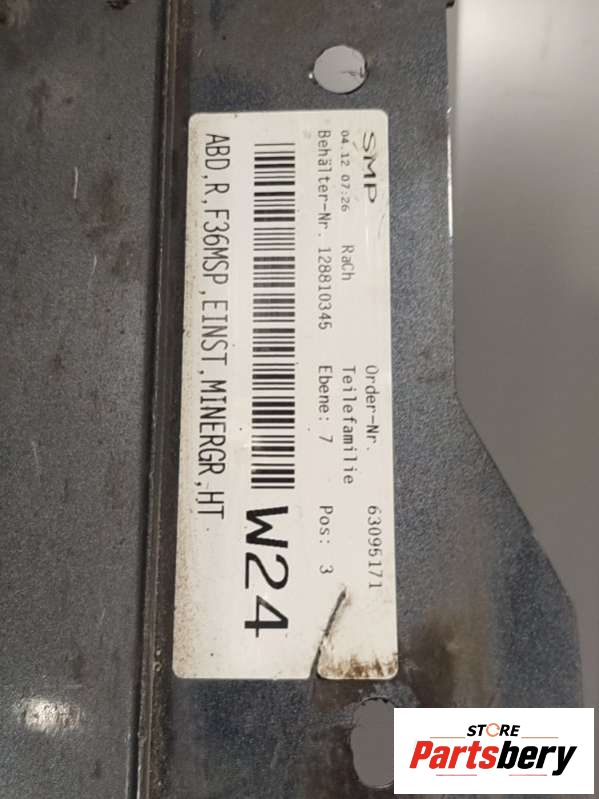 SMP
Order-Nr. 63095171
04.12 07:26 RaCh Teilefamilie
Behälter-Nr. 128810345 Ebene: 7 Pos: 3
W24
ABD,R,F36MSP,EINST,MINERGR,HT
STORE
Partsbery